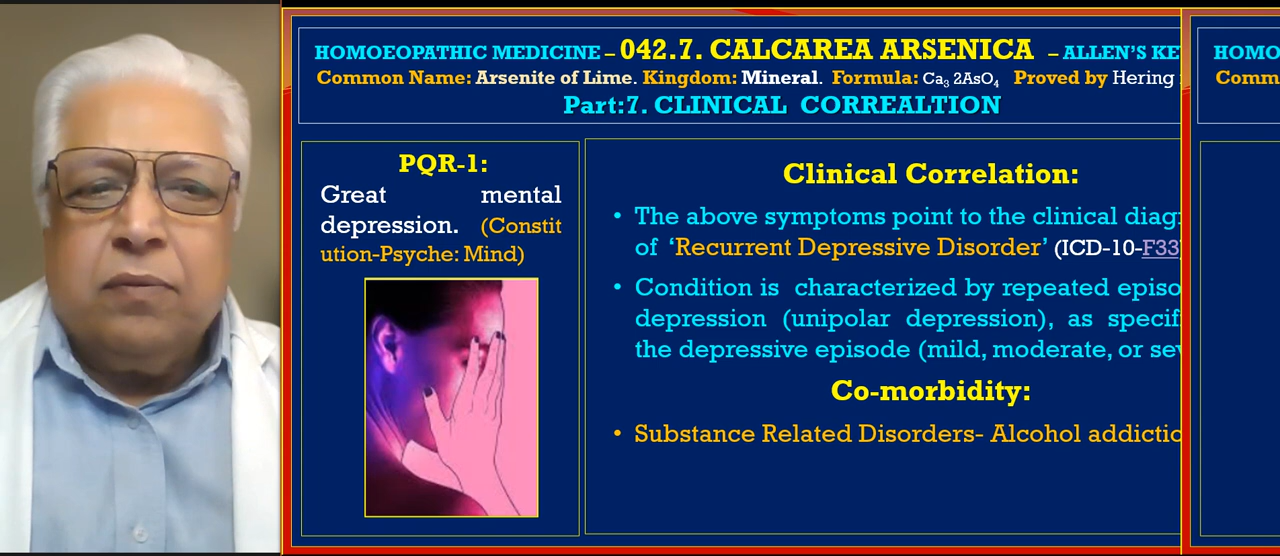 HOMOEOPATHIC MEDICINE – 042.7. CALCAREA ARSENICA – ALLEN'S
Common Name: Arsenite of Lime. Kingdom: Mineral. Formula: Ca₃ 2AsO₄ Proved by Hering
Part:7. CLINICAL CORREALTION
PQR-1:
Great mental
depression. (Constit
ution-Psyche: Mind)
Clinical Correlation:
• The above symptoms point to the clinical
of ‘Recurrent Depressive Disorder’ (ICD-10-F33
• Condition is characterized by repeated
depression (unipolar depression), as
the depressive episode (mild, moderate, or
Co-morbidity:
• Substance Related Disorders- Alcohol